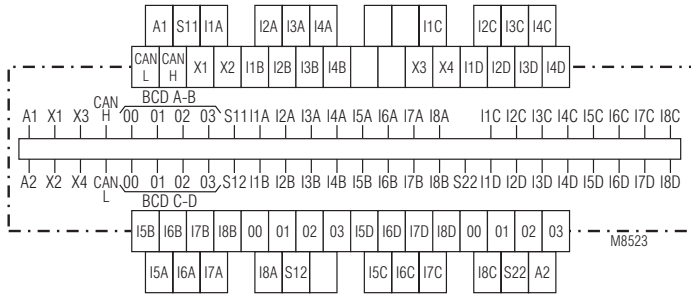 A1 S11 I1A I2A I3A I4A I1C I2C I3C I4C
CAN L CAN H X1 X2 I1B I2B I3B I4B X3 X4 I1D I2D I3D I4D
BCD A-B
A1 X1 X3 CAN H 00 01 02 03 S11 I1A I2A I3A I4A I5A I6A I7A I8A I1C I2C I3C I4C I5C I6C I7C I8C
A2 X2 X4 CAN L 00 01 02 03 S12 I1B I2B I3B I4B I5B I6B I7B I8B S22 I1D I2D I3D I4D I5D I6D I7D I8D
BCD C-D
I5B I6B I7B I8B 00 01 02 03 I5D I6D I7D I8D 00 01 02 03
M8523
I5A I6A I7A I8A S12 I5C I6C I7C I8C S22 A2